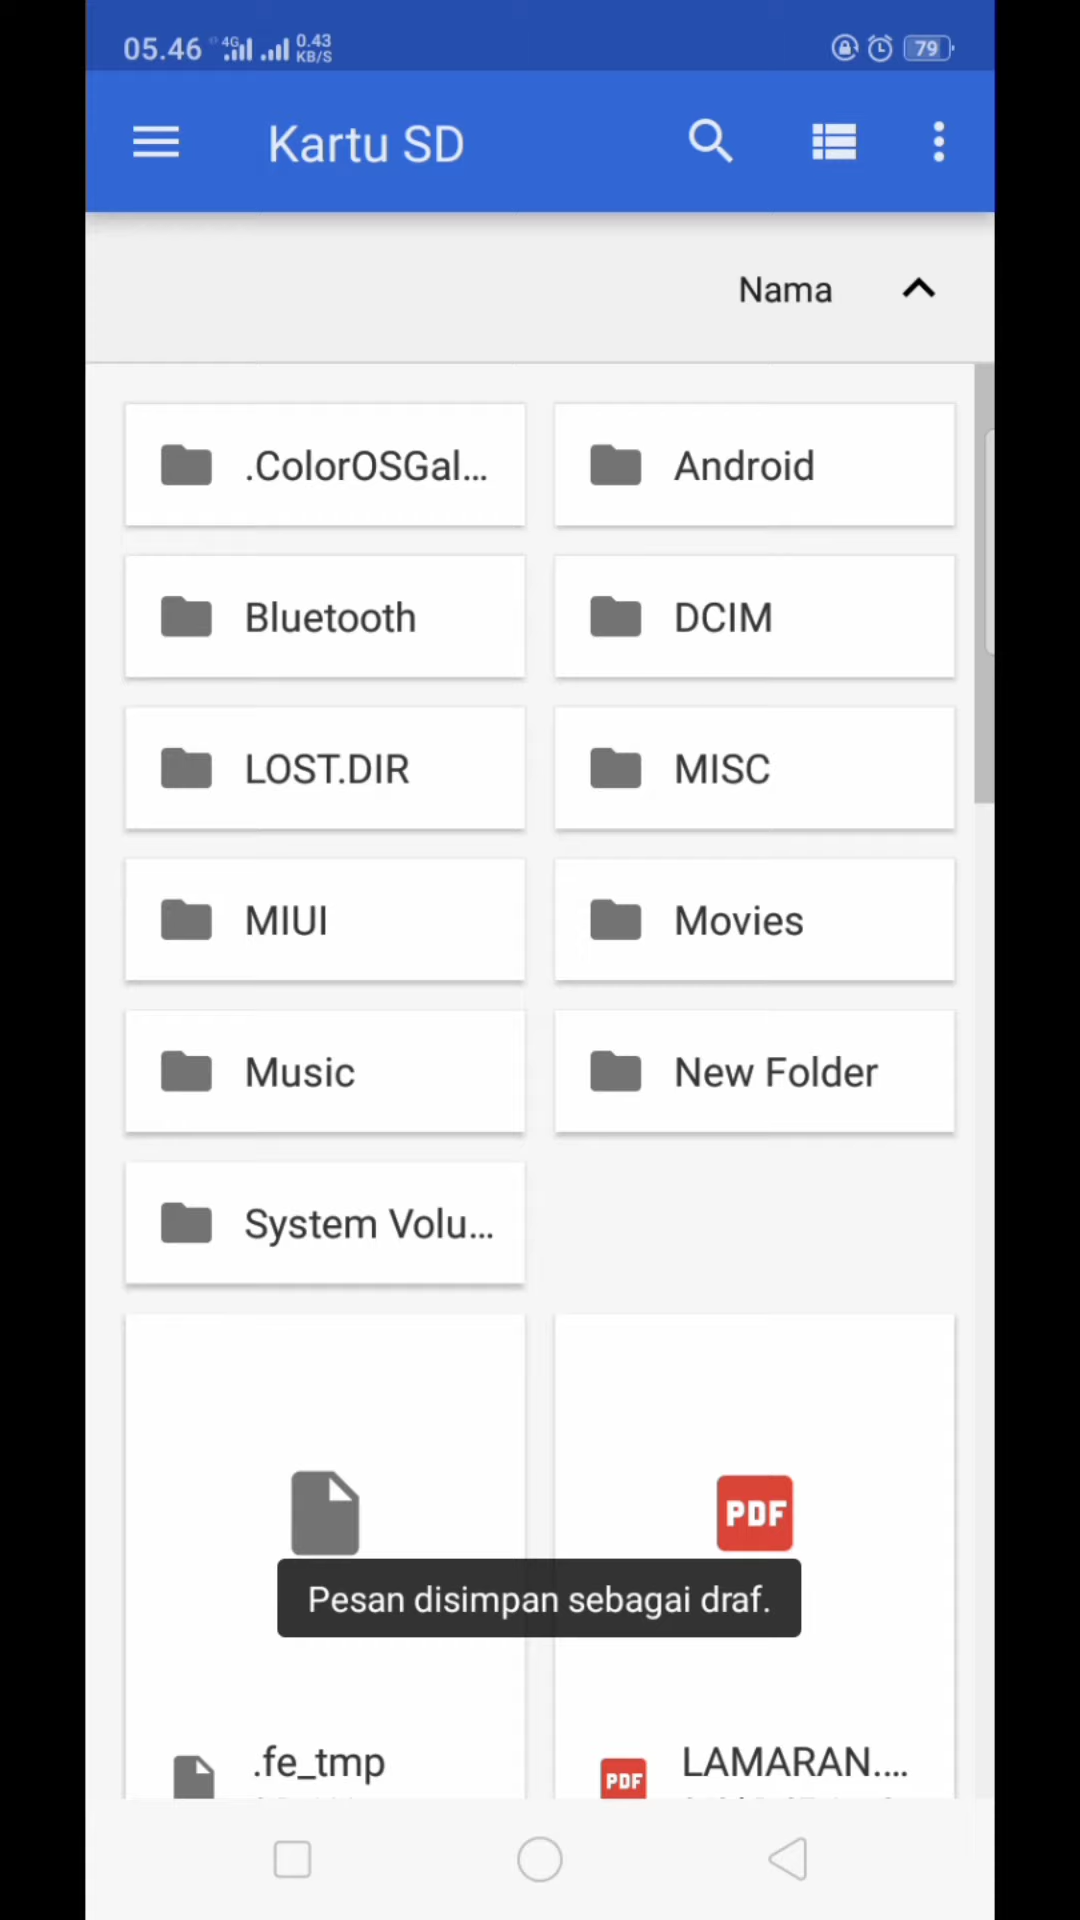 05.46 4G 0.43 KB/S 79
Kartu SD
Nama
.ColorOSGal...
Android
Bluetooth
DCIM
LOST.DIR
MISC
MIUI
Movies
Music
New Folder
System Volu...
PDF
Pesan disimpan sebagai draf.
.fe_tmp
PDF
LAMARAN....